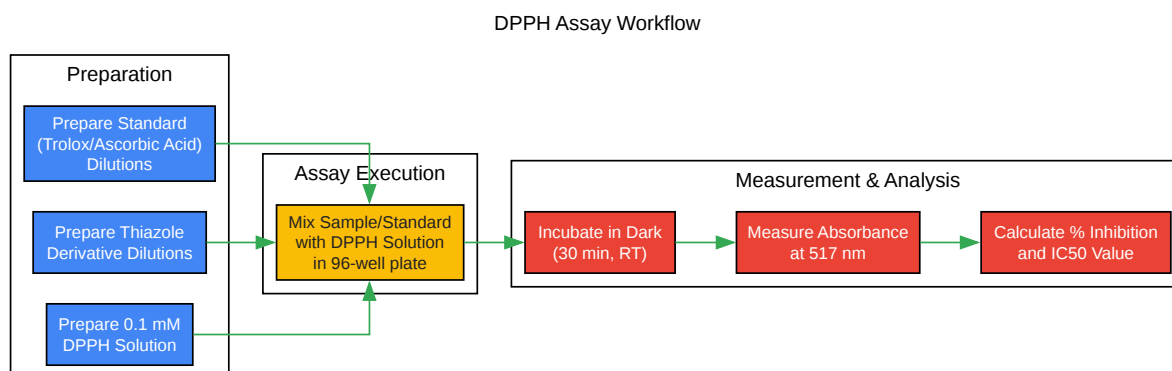 DPPH Assay Workflow
Preparation
Prepare Standard
(Trolox/Ascorbic Acid)
Dilutions
Prepare Thiazole
Derivative Dilutions
Prepare 0.1 mM
DPPH Solution
Assay Execution
Mix Sample/Standard
with DPPH Solution
in 96-well plate
Measurement & Analysis
Incubate in Dark
(30 min, RT)
Measure Absorbance
at 517 nm
Calculate % Inhibition
and IC50 Value